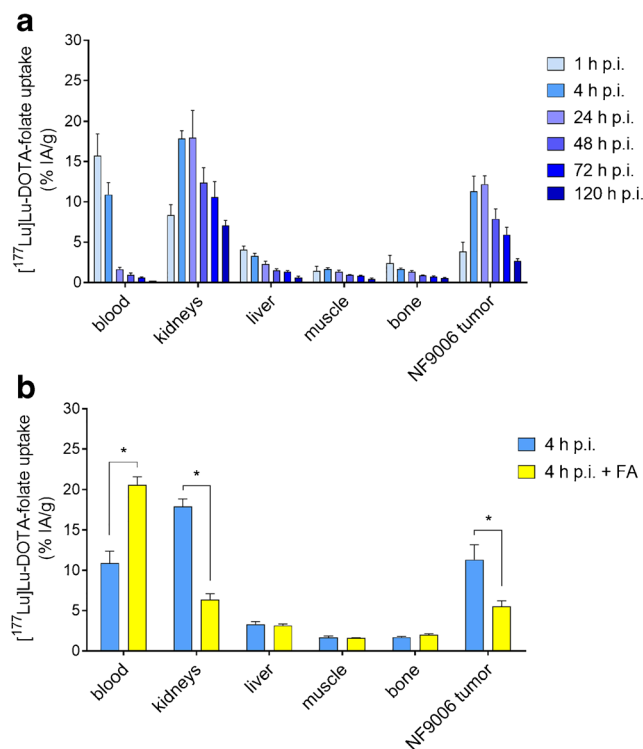 a
[¹⁷⁷Lu]Lu-DOTA-folate uptake
(% IA/g)
30
25
20
15
10
5
0
blood
kidneys
liver
muscle
bone
NF9006 tumor
1 h p.i.
4 h p.i.
24 h p.i.
48 h p.i.
72 h p.i.
120 h p.i.
b
[¹⁷⁷Lu]Lu-DOTA-folate uptake
(% IA/g)
30
25
20
15
10
5
0
*
*
*
blood
kidneys
liver
muscle
bone
NF9006 tumor
4 h p.i.
4 h p.i. + FA